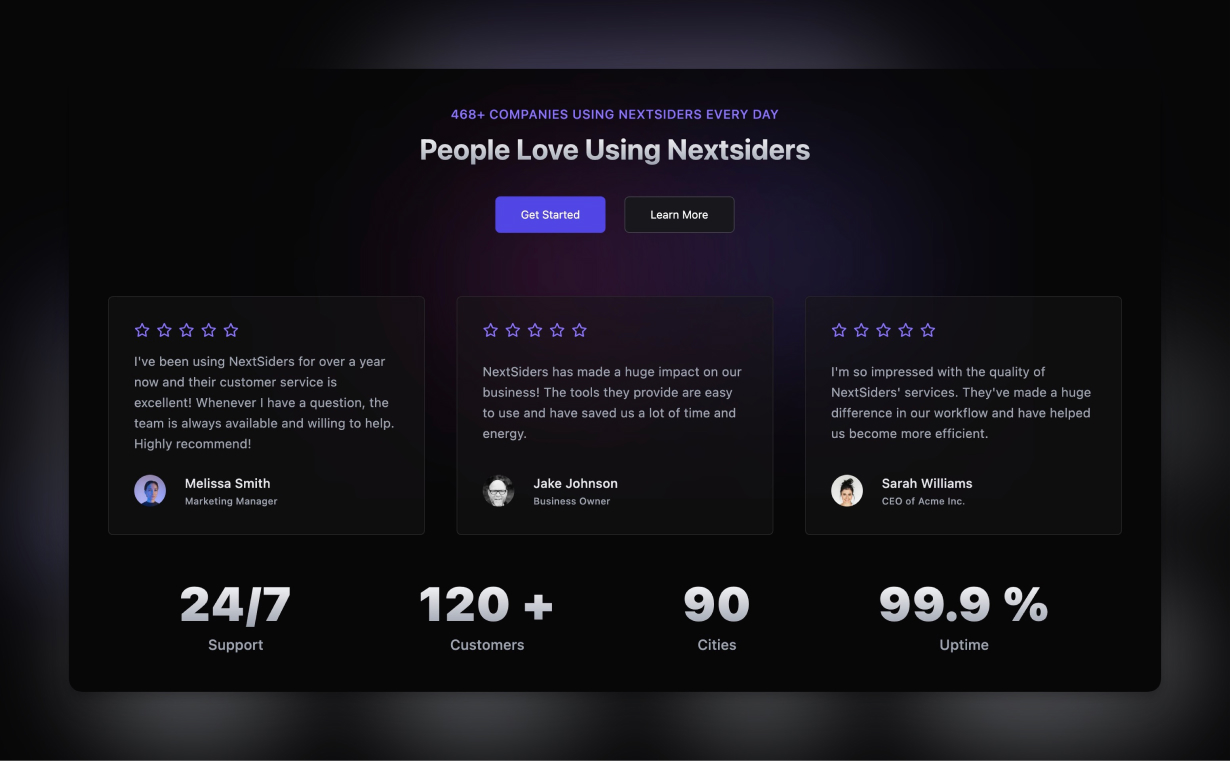 468+ COMPANIES USING NEXTSIDERS EVERY DAY
People Love Using Nextsiders
Get Started
Learn More
I've been using NextSiders for over a year
now and their customer service is
excellent! Whenever I have a question, the
team is always available and willing to help.
Highly recommend!
Melissa Smith
Marketing Manager
NextSiders has made a huge impact on our
business! The tools they provide are easy
to use and have saved us a lot of time and
energy.
Jake Johnson
Business Owner
I'm so impressed with the quality of
NextSiders' services. They've made a huge
difference in our workflow and have helped
us become more efficient.
Sarah Williams
CEO of Acme Inc.
24/7
Support
120 +
Customers
90
Cities
99.9 %
Uptime